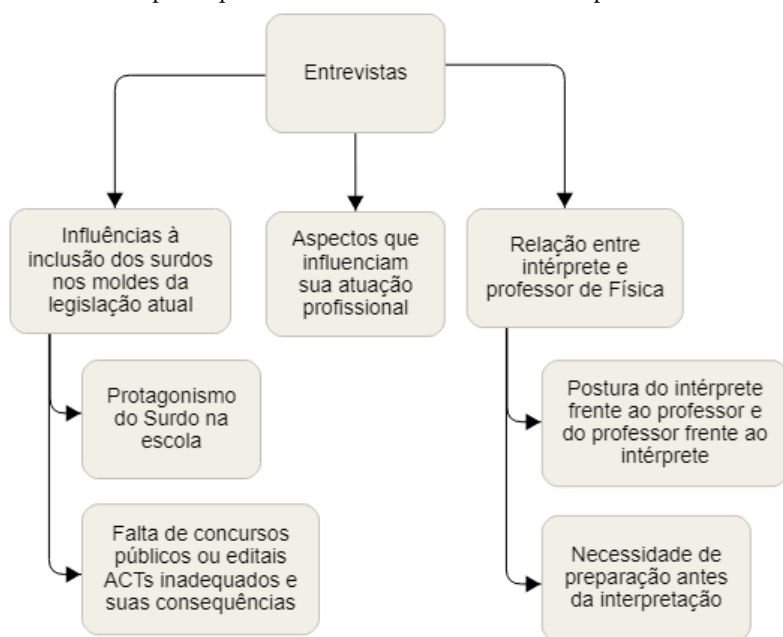 Entrevistas
Influências à
inclusão dos surdos
nos moldes da
legislação atual
Aspectos que
influenciam
sua atuação
profissional
Relação entre
intérprete e
professor de Física
Protagonismo
do Surdo na
escola
Falta de concursos
públicos ou editais
ACTs inadequados e
suas consequências
Postura do intérprete
frente ao professor e
do professor frente ao
intérprete
Necessidade de
preparação antes
da interpretação